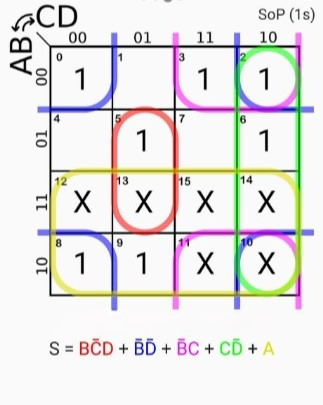 CD
SoP (1s)
AB
00 01 11 10
00 0 1 1 3 1 2 1
01 4 5 1 7 6 1
11 12 X 13 X 15 X 14 X
10 8 1 9 1 11 X 10 X
S = BC̄D + B̄D̄ + B̄C + CD̄ + A